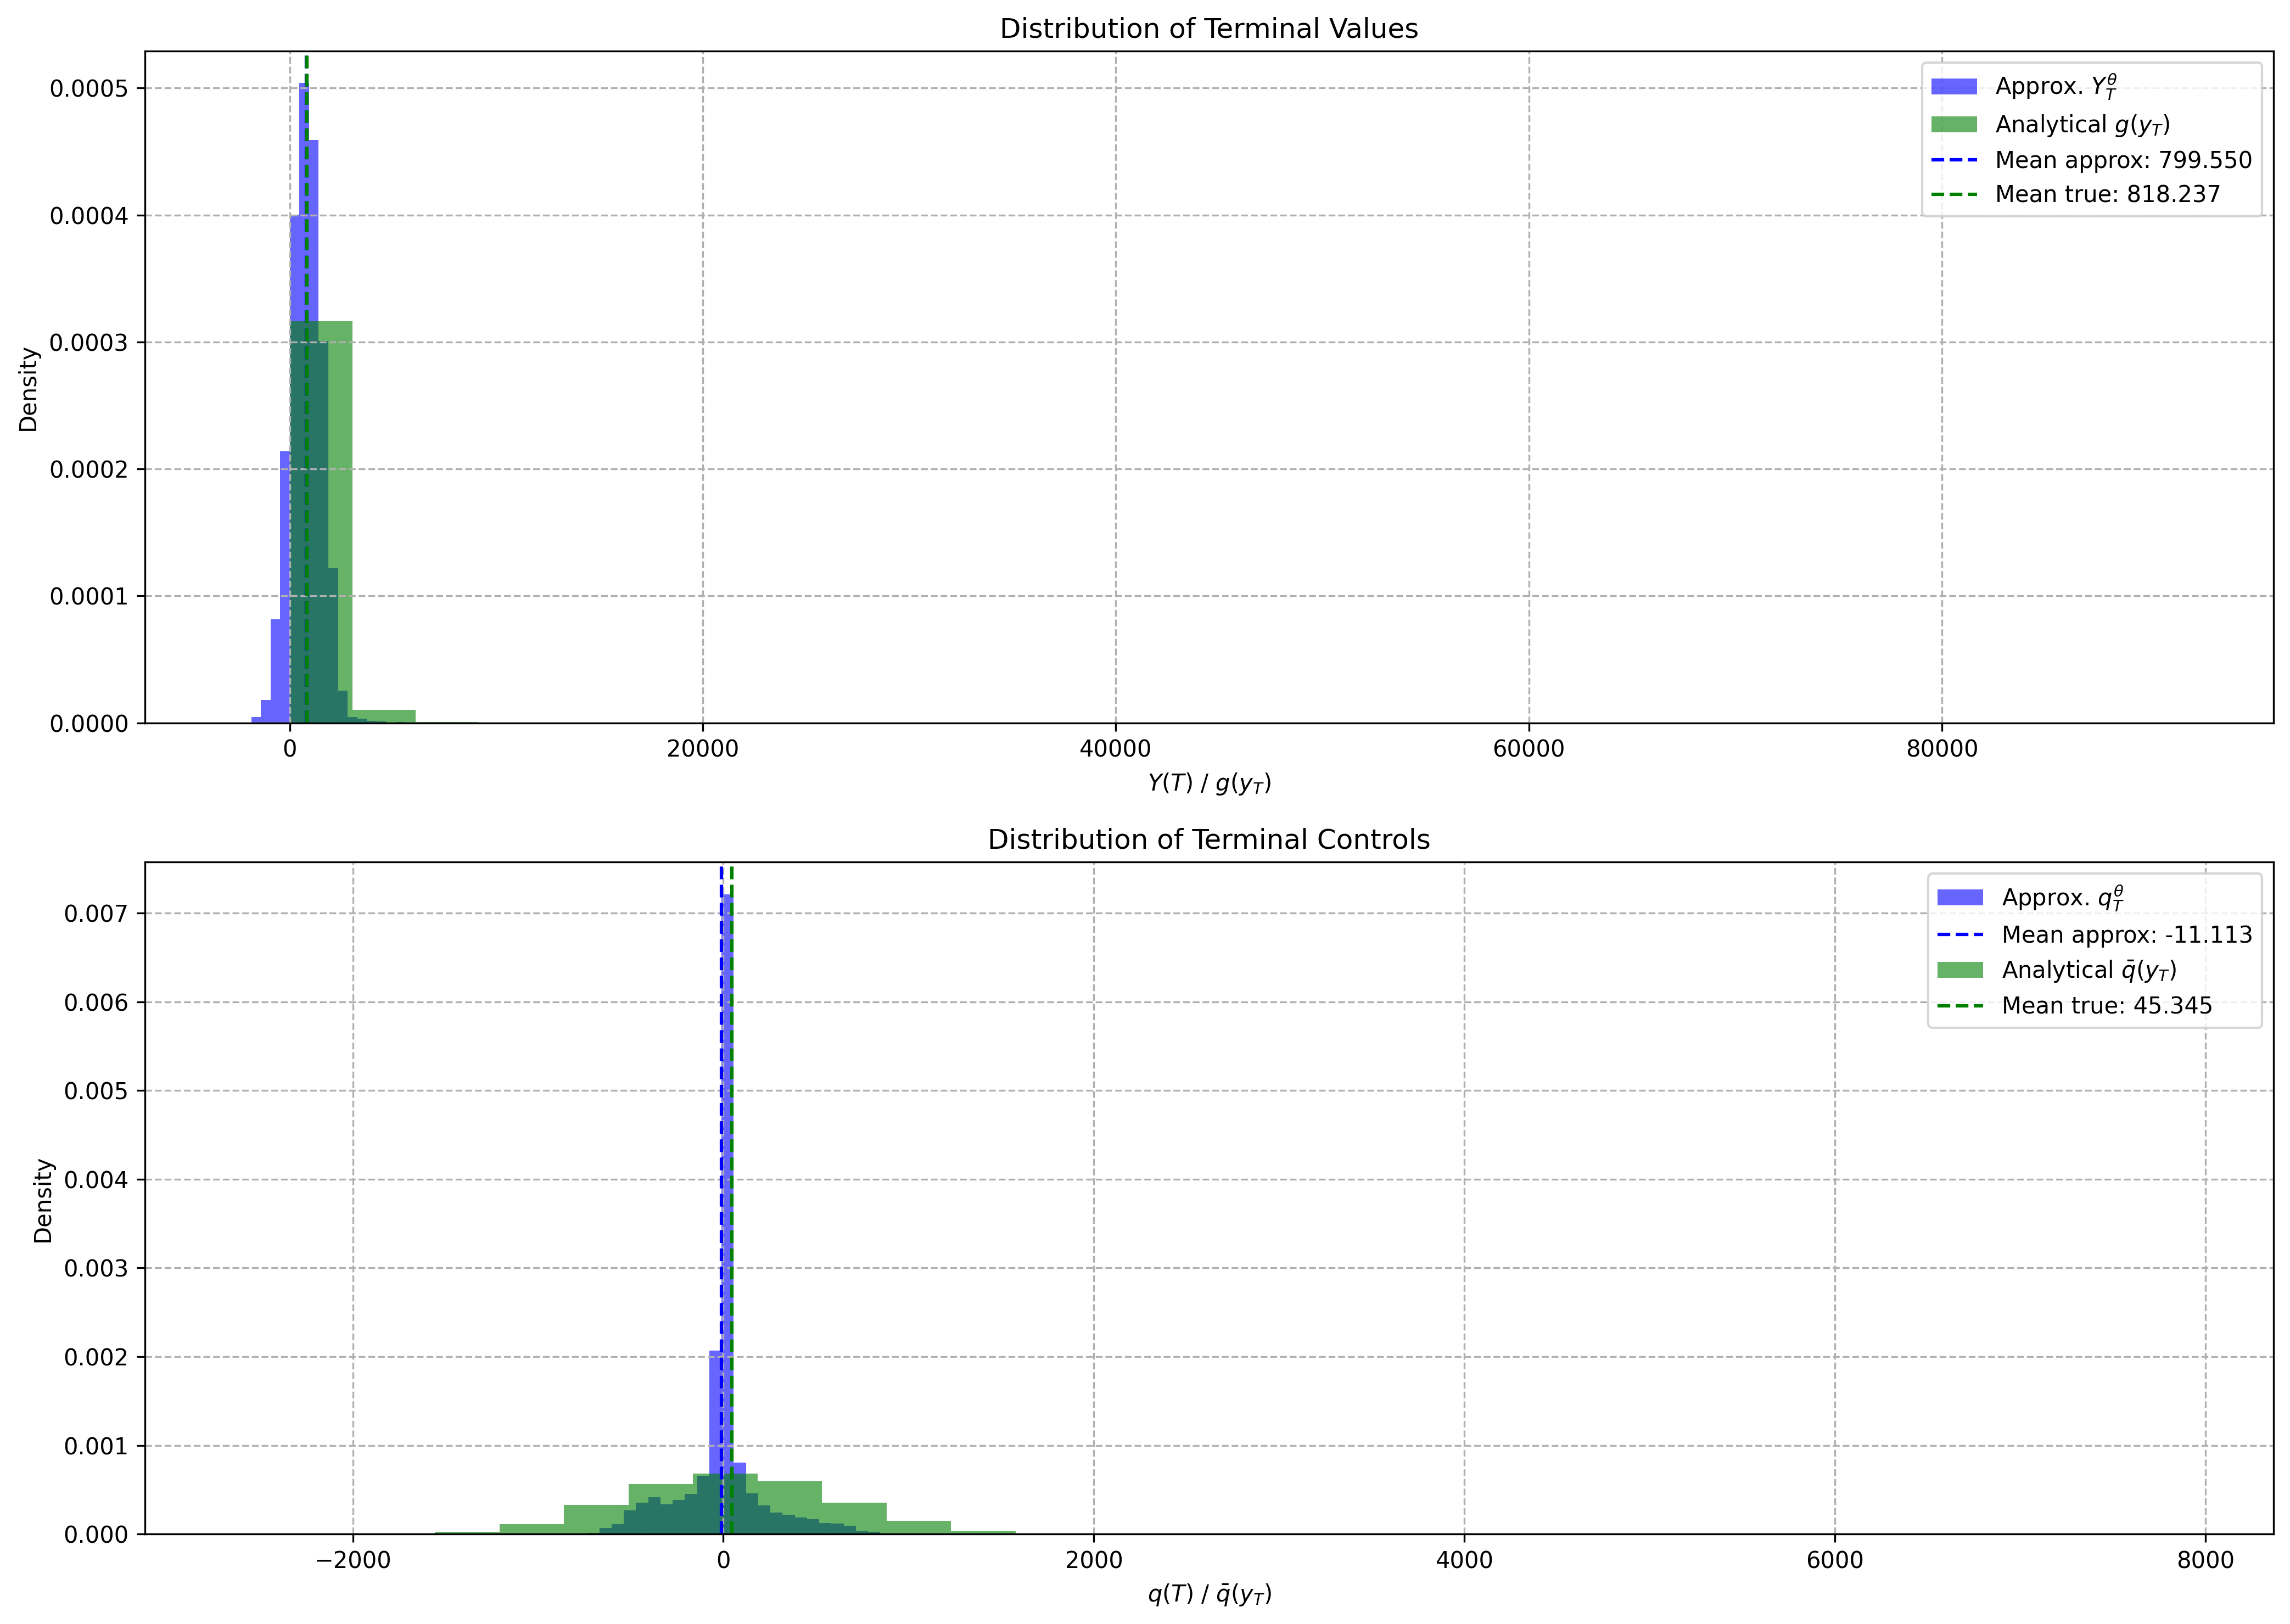 Distribution of Terminal Values
Density
0.0005
0.0004
0.0003
0.0002
0.0001
0.0000
0 20000 40000 60000 80000
Y(T) / g(y_T)
Approx. Y_T^θ
Analytical g(y_T)
Mean approx: 799.550
Mean true: 818.237
Distribution of Terminal Controls
Density
0.007
0.006
0.005
0.004
0.003
0.002
0.001
0.000
−2000 0 2000 4000 6000 8000
q(T) / q̄(y_T)
Approx. q_T^θ
Mean approx: -11.113
Analytical q̄(y_T)
Mean true: 45.345